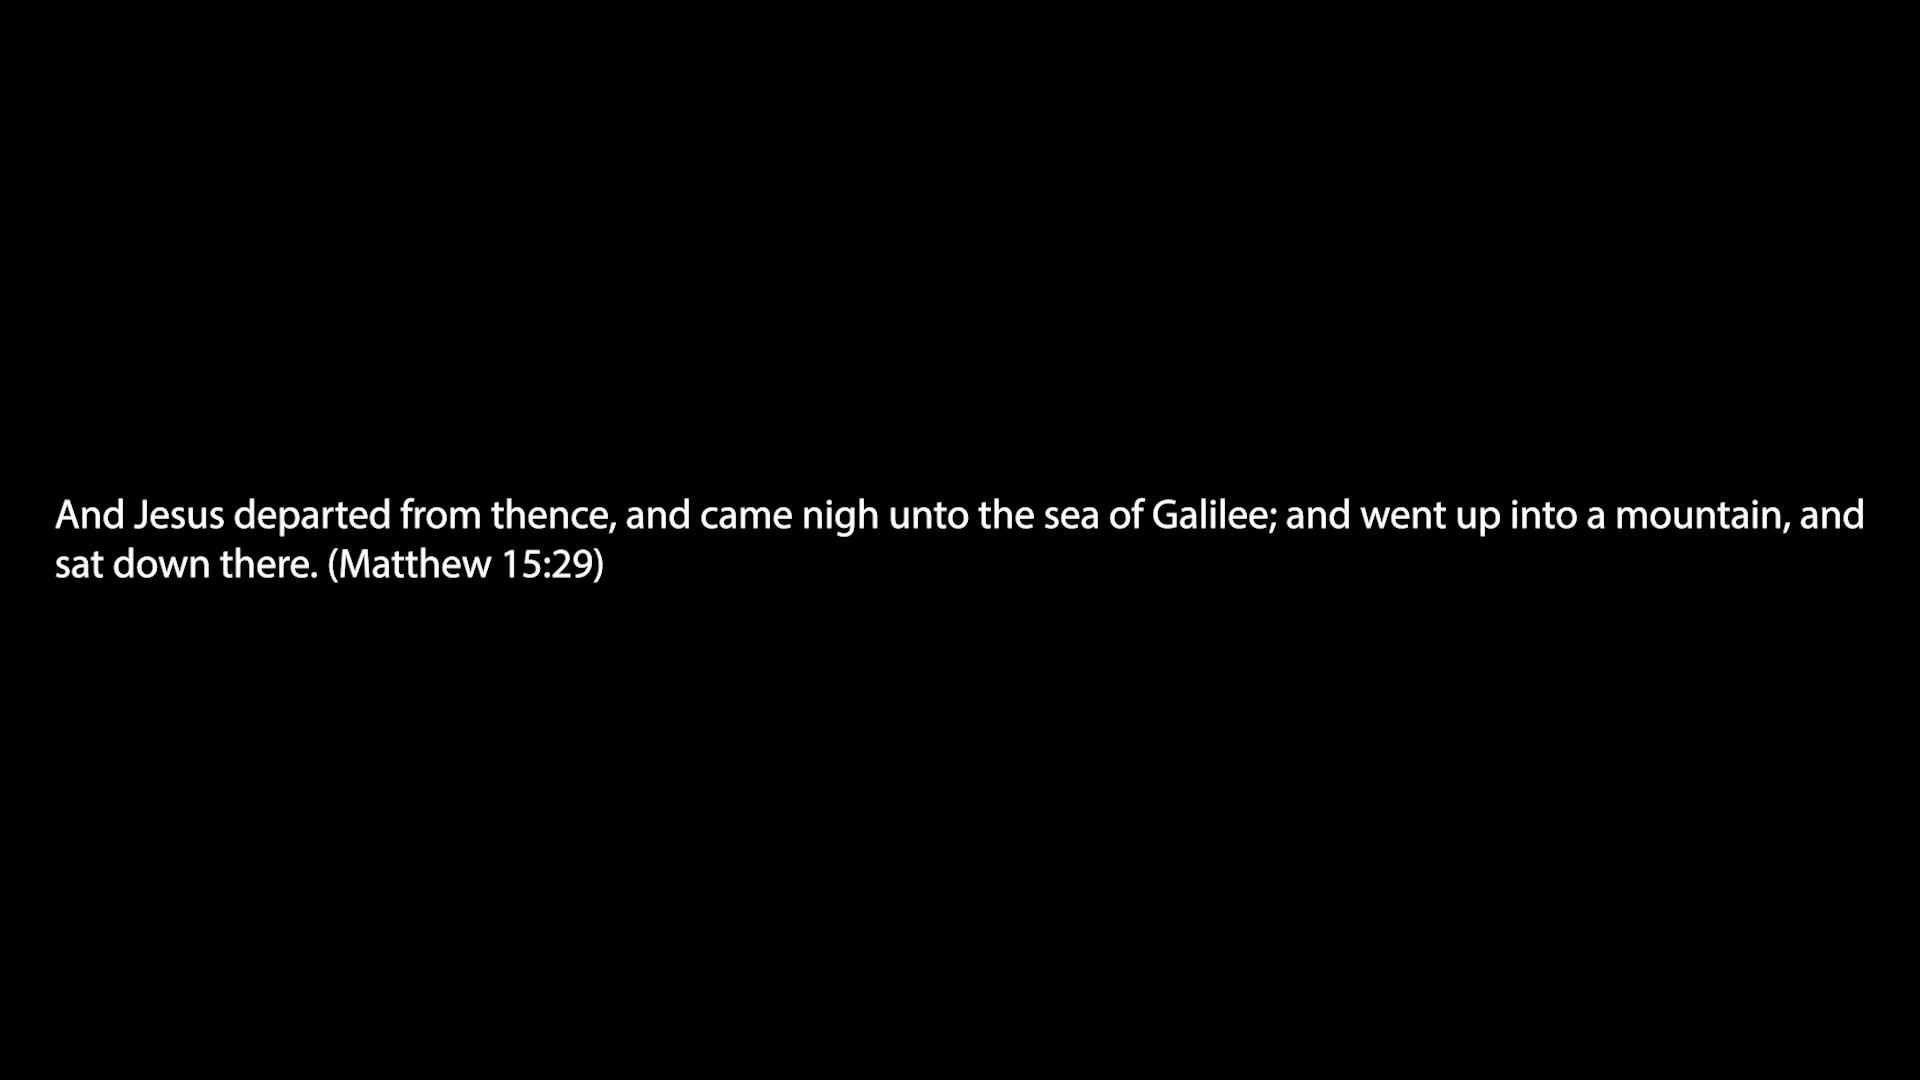 And Jesus departed from thence, and came nigh unto the sea of Galilee; and went up into a mountain, and
sat down there. (Matthew 15:29)